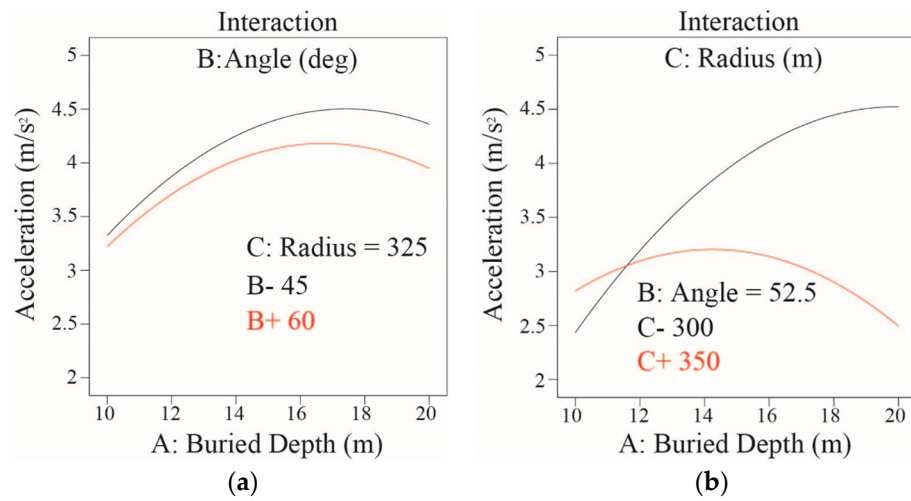 Interaction
B:Angle (deg)
Acceleration (m/s²)
5
4.5
4
3.5
3
2.5
2
C: Radius = 325
B- 45
B+ 60
10 12 14 16 18 20
A: Buried Depth (m)
(a)
Interaction
C: Radius (m)
Acceleration (m/s²)
5
4.5
4
3.5
3
2.5
2
B: Angle = 52.5
C- 300
C+ 350
10 12 14 16 18 20
A: Buried Depth (m)
(b)